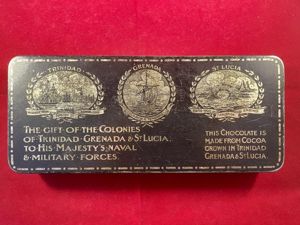 TRINIDAD
GRENADA
ST LUCIA
THE GIFT OF THE COLONIES
OF TRINIDAD GRENADA & ST LUCIA.
TO HIS MAJESTY'S NAVAL
& MILITARY FORCES.
THIS CHOCOLATE IS
MADE FROM COCOA
GROWN IN TRINIDAD
GRENADA & ST LUCIA.